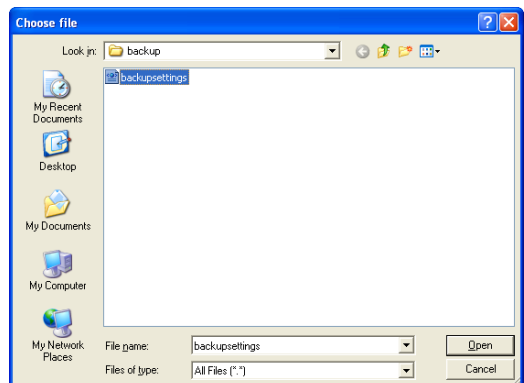 Choose file
Look in:
backup
backupsettings
My Recent
Documents
Desktop
My Documents
My Computer
My Network
Places
File name:
backupsettings
Open
Files of type:
All Files (*.*)
Cancel